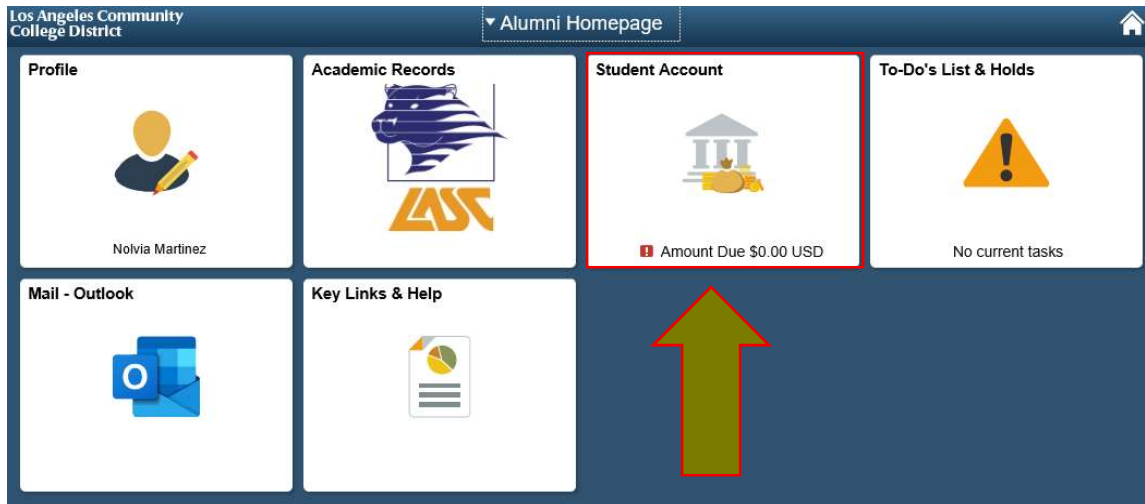 Los Angeles Community
College District
▼ Alumni Homepage
Profile
Nolvia Martinez
Academic Records
LASC
Student Account
! Amount Due $0.00 USD
To-Do's List & Holds
!
No current tasks
Mail - Outlook
O
Key Links & Help